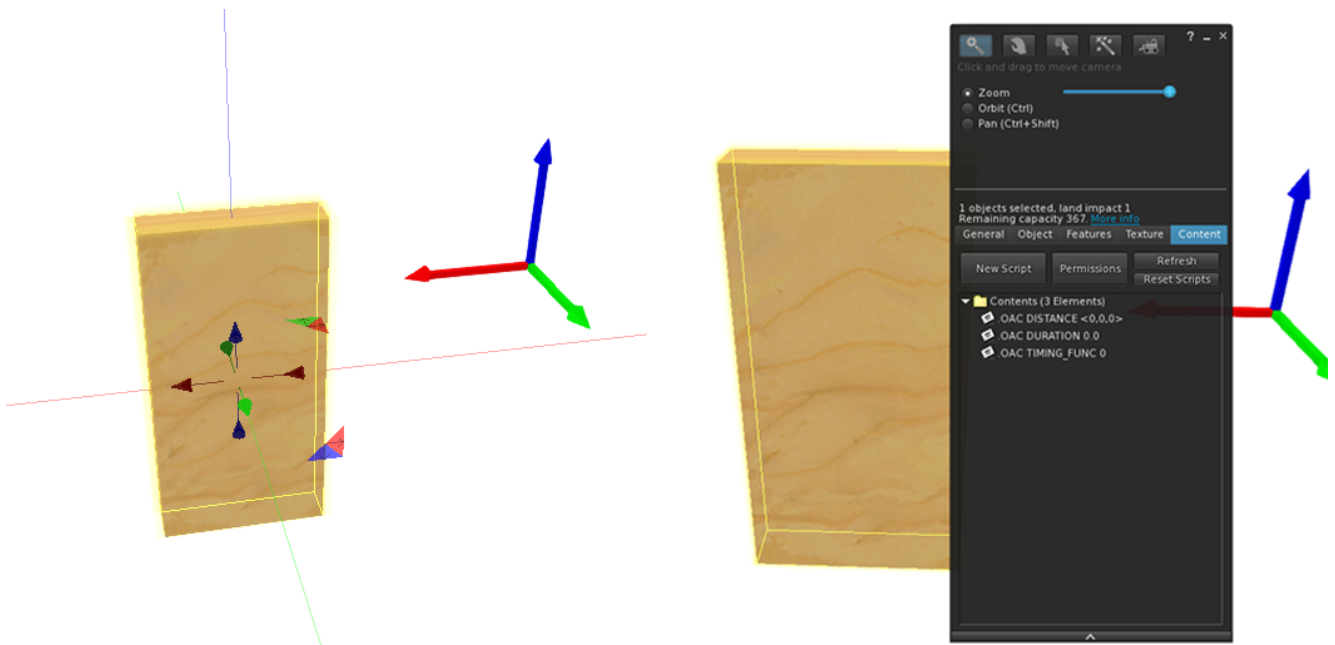 ? _ ×
Click and drag to move camera
Zoom
Orbit (Ctrl)
Pan (Ctrl+Shift)
1 objects selected, land impact 1
Remaining capacity 367. More info
General Object Features Texture Content
New Script Permissions Refresh
Reset Scripts
Contents (3 Elements)
.OAC DISTANCE <0,0,0>
.OAC DURATION 0.0
.OAC TIMING_FUNC 0